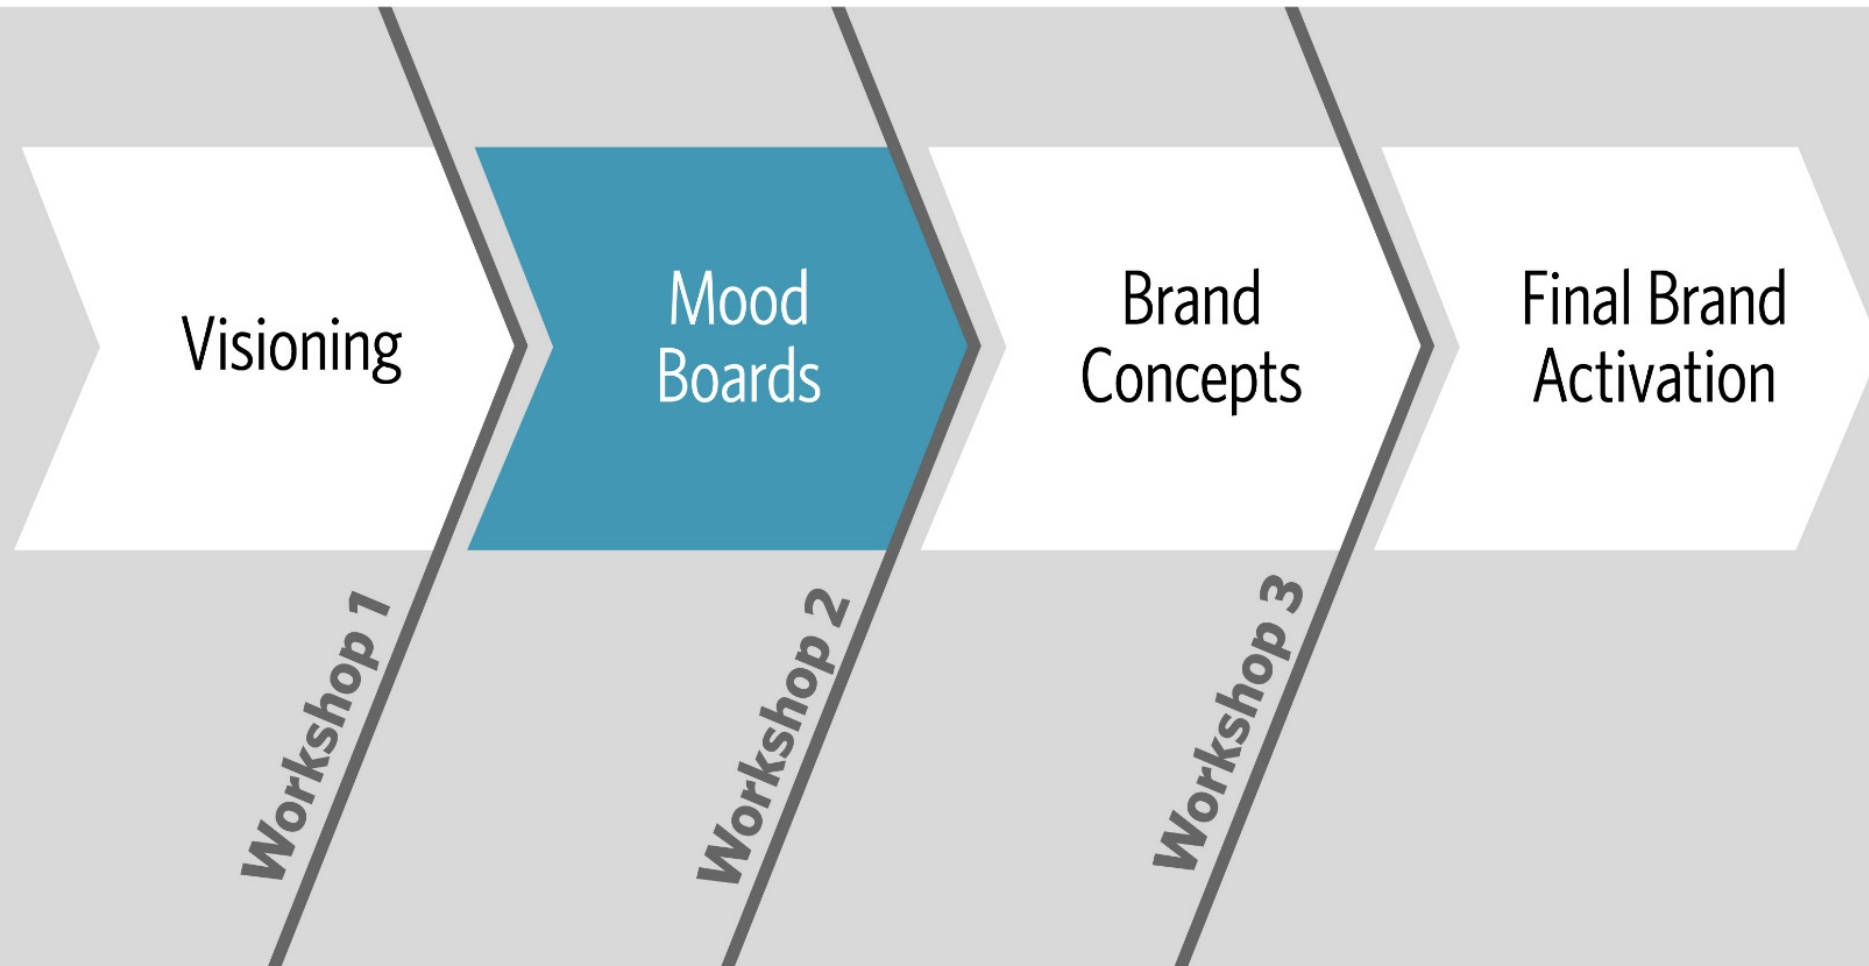 Visioning
Mood
Boards
Brand
Concepts
Final Brand
Activation
Workshop 1
Workshop 2
Workshop 3